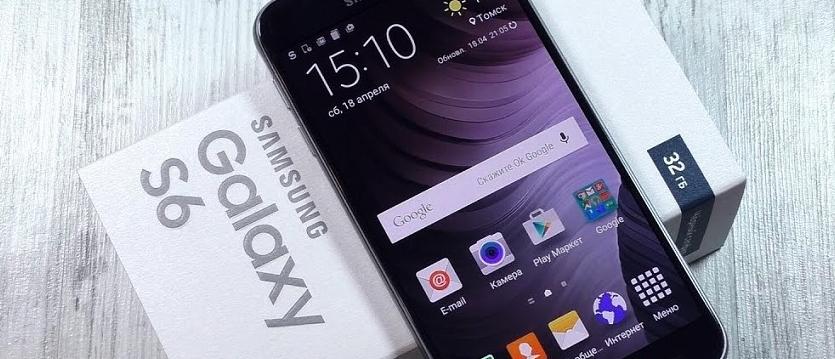 SAMSUNG
Galaxy
S6
15:10
сб, 18 апреля
Томск
Обновл. 18.04 21:05
Google
Скажите Ok Google
E-mail
Камера
Play Маркет
Google
Интернет
Меню
32 ГБ